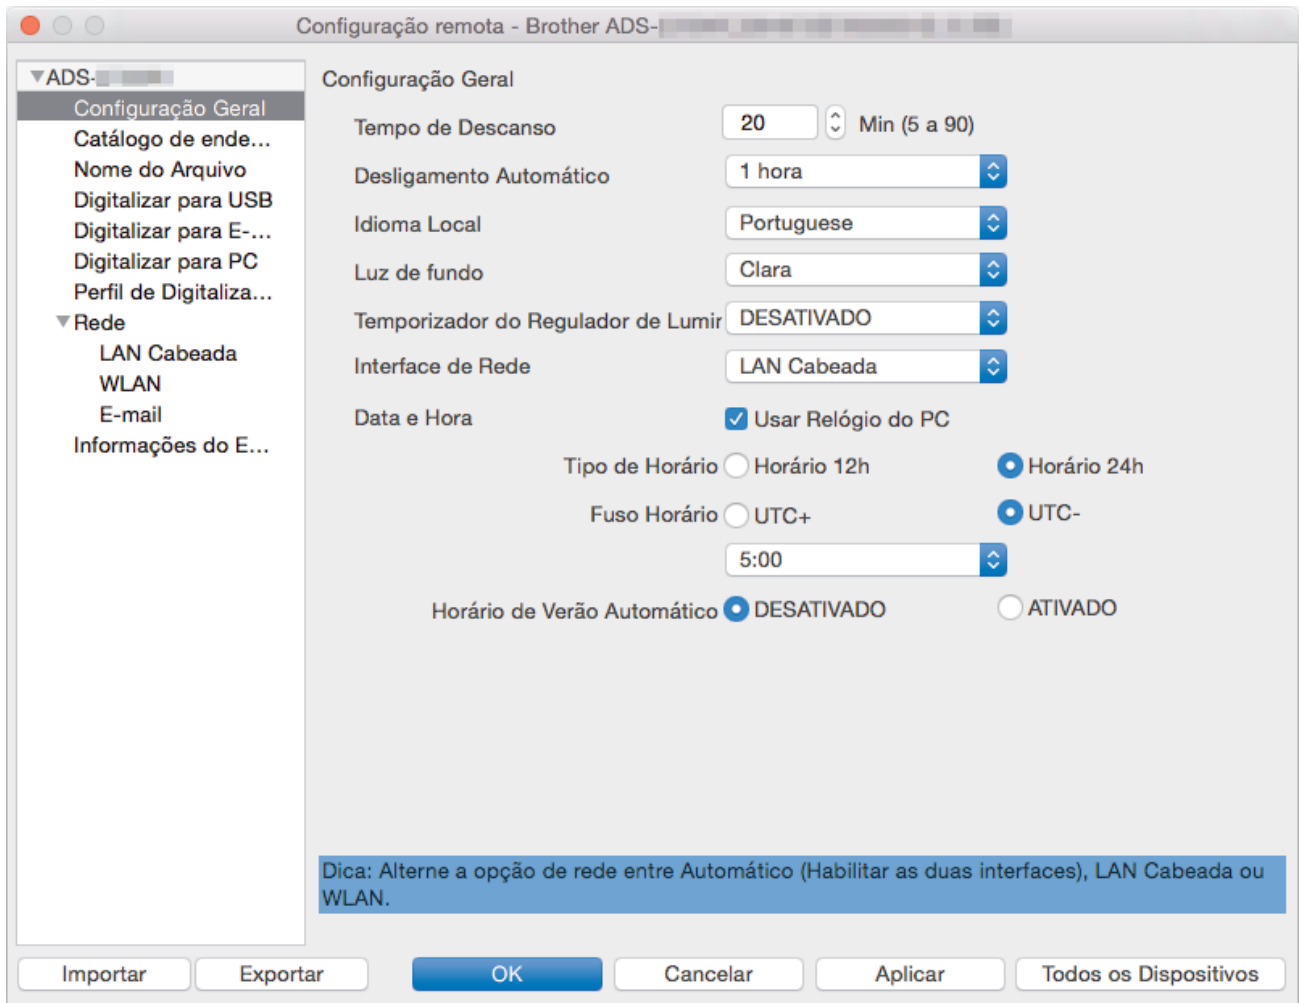 Configuração remota - Brother ADS-
ADS-
Configuração Geral
Catálogo de ende...
Nome do Arquivo
Digitalizar para USB
Digitalizar para E-...
Digitalizar para PC
Perfil de Digitaliza...
Rede
LAN Cabeada
WLAN
E-mail
Informações do E...
Configuração Geral
Tempo de Descanso 20 Min (5 a 90)
Desligamento Automático 1 hora
Idioma Local Portuguese
Luz de fundo Clara
Temporizador do Regulador de Lumir DESATIVADO
Interface de Rede LAN Cabeada
Data e Hora Usar Relógio do PC
Tipo de Horário Horário 12h Horário 24h
Fuso Horário UTC+ UTC-
5:00
Horário de Verão Automático DESATIVADO ATIVADO
Dica: Alterne a opção de rede entre Automático (Habilitar as duas interfaces), LAN Cabeada ou
WLAN.
Importar Exportar OK Cancelar Aplicar Todos os Dispositivos